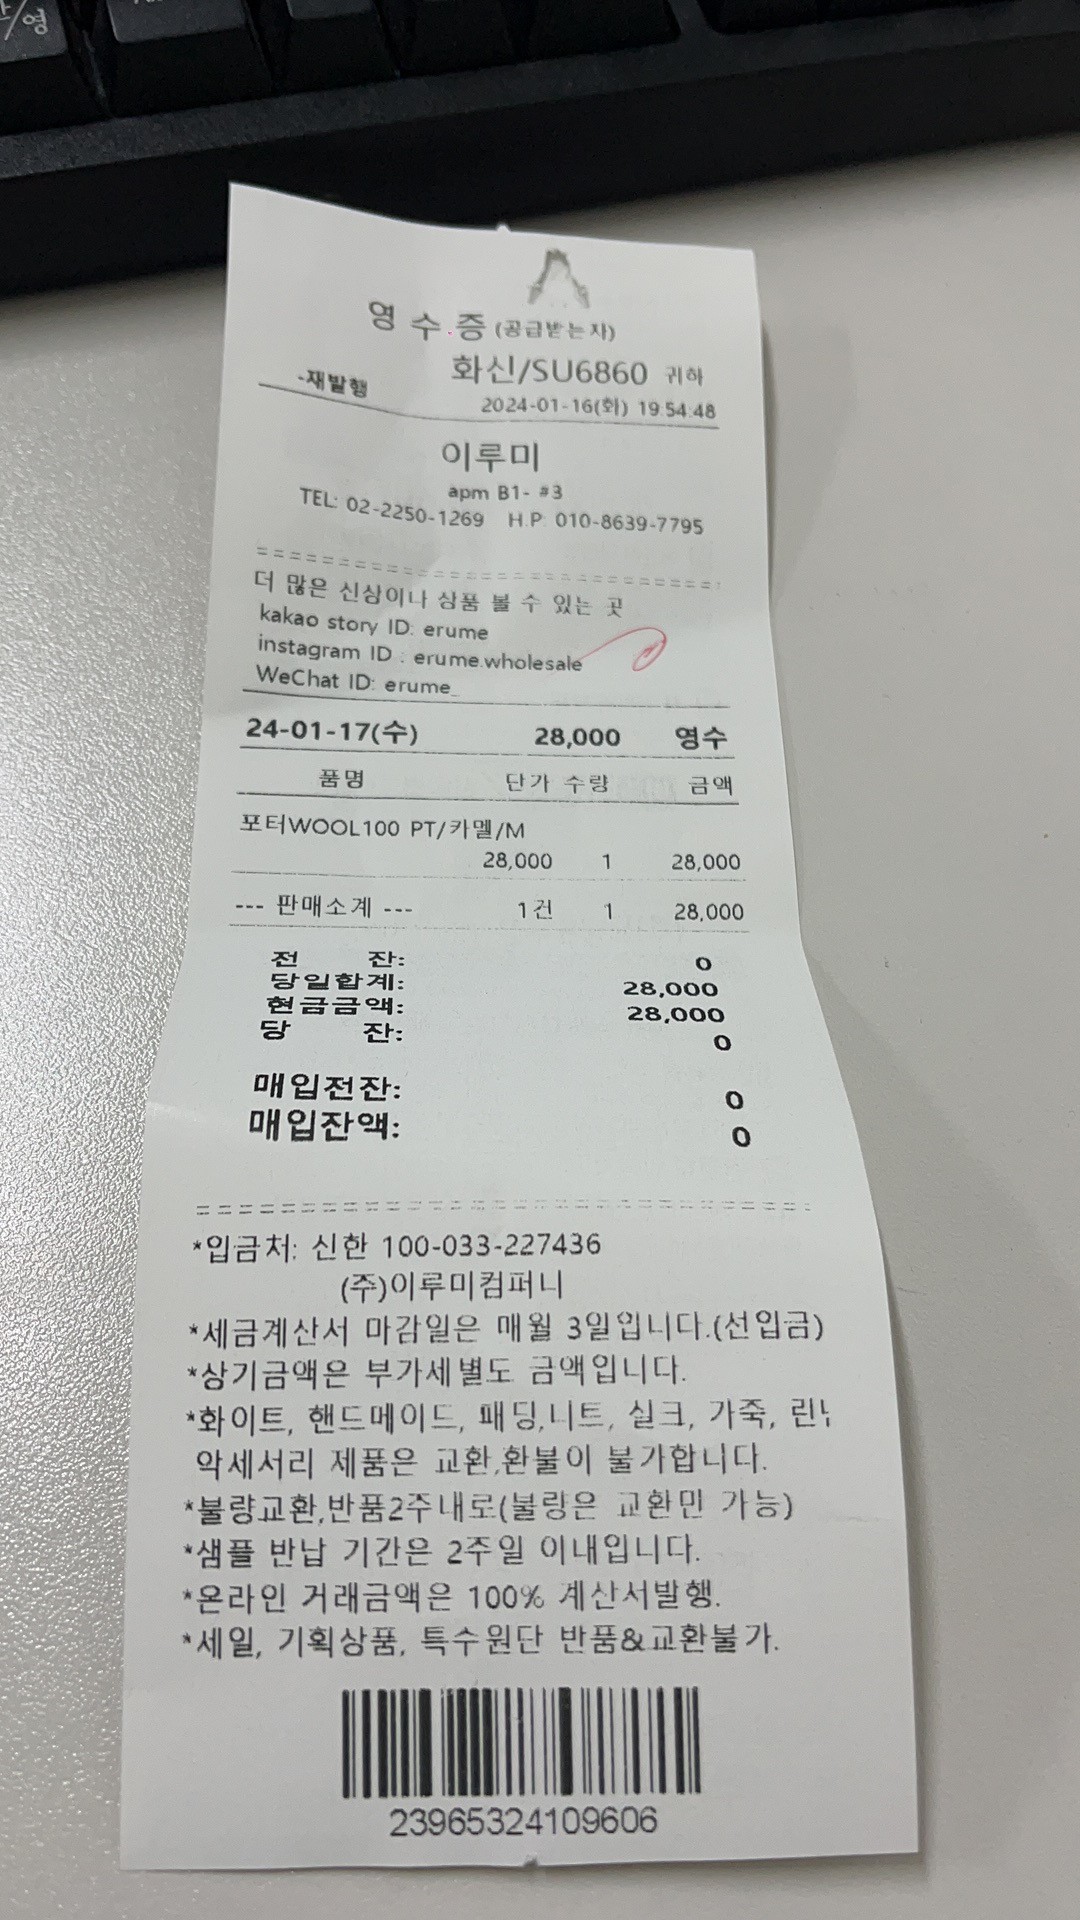 /영
영 수 증 (공급받는자)
화신/SU6860 귀하
-재발행
2024-01-16(화) 19:54:48
이루미
apm B1- #3
TEL: 02-2250-1269 H.P: 010-8639-7795
더 많은 신상이나 상품 볼 수 있는 곳
kakao story ID: erume
instagram ID : erume.wholesale
WeChat ID: erume_
24-01-17(수) 28,000 영수
품명 단가 수량 금액
포터WOOL100 PT/카멜/M
28,000 1 28,000
--- 판매소계 --- 1건 1 28,000
전 잔: 0
당일합계: 28,000
현금금액: 28,000
당 잔: 0
매입전잔: 0
매입잔액: 0
*입금처: 신한 100-033-227436
(주)이루미컴퍼니
*세금계산서 마감일은 매월 3일입니다.(선입금)
*상기금액은 부가세별도 금액입니다.
*화이트, 핸드메이드, 패딩,니트, 실크, 가죽,
악세서리 제품은 교환,환불이 불가합니다.
*불량교환,반품2주내로(불량은 교환만 가능)
*샘플 반납 기간은 2주일 이내입니다.
*온라인 거래금액은 100% 계산서발행.
*세일, 기획상품, 특수원단 반품&교환불가.
23965324109606